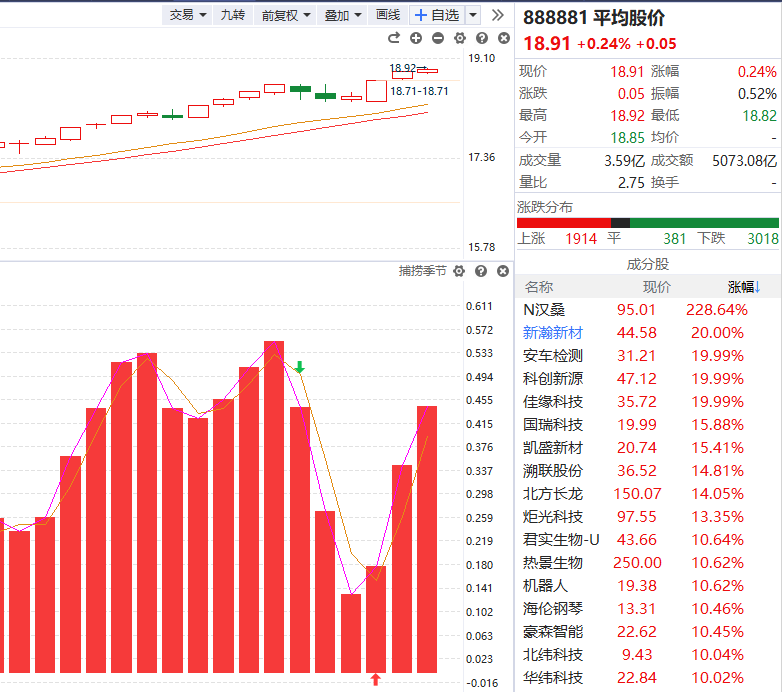 交易 九转 前复权 叠加 画线 自选
18.92
18.71-18.71
19.10
17.36
15.78
捕捞季节
0.611
0.572
0.533
0.494
0.455
0.415
0.376
0.337
0.298
0.259
0.219
0.180
0.141
0.102
0.063
0.023
-0.016
888881 平均股价
18.91 +0.24% +0.05
现价 18.91 涨幅 0.24%
涨跌 0.05 振幅 0.52%
最高 18.92 最低 18.82
今开 18.85 均价 -
成交量 3.59亿 成交额 5073.08亿
量比 2.75 换手 -
涨跌分布
上涨 1914 平 381 下跌 3018
成分股
名称 现价 涨幅↓
N汉桑 95.01 228.64%
新瀚新材 44.58 20.00%
安车检测 31.21 19.99%
科创新源 47.12 19.99%
佳缘科技 35.72 19.99%
国瑞科技 19.99 15.88%
凯盛新材 20.74 15.41%
溯联股份 36.52 14.81%
北方长龙 150.07 14.05%
炬光科技 97.55 13.35%
君实生物-U 43.66 10.64%
热景生物 250.00 10.62%
机器人 19.38 10.62%
海伦钢琴 13.31 10.46%
豪森智能 22.62 10.45%
北纬科技 9.43 10.04%
华纬科技 22.84 10.02%